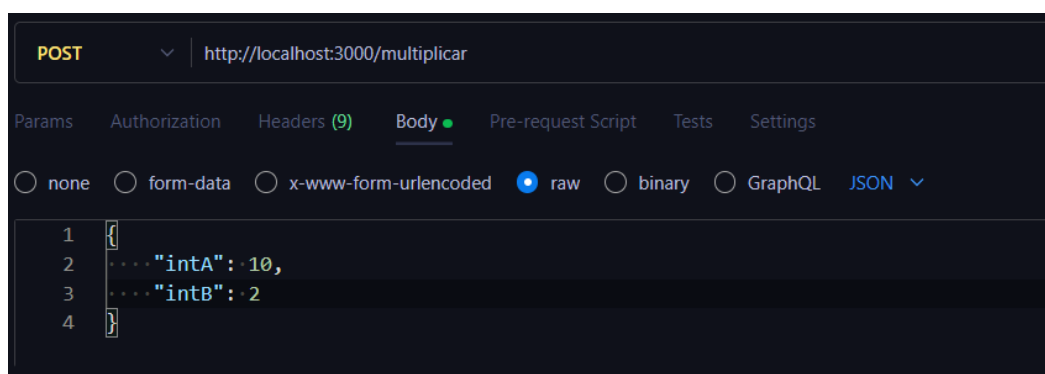 POST http://localhost:3000/multiplicar
Params Authorization Headers (9) Body Pre-request Script Tests Settings
none form-data x-www-form-urlencoded raw binary GraphQL JSON
1 {
2 "intA": 10,
3 "intB": 2
4 }